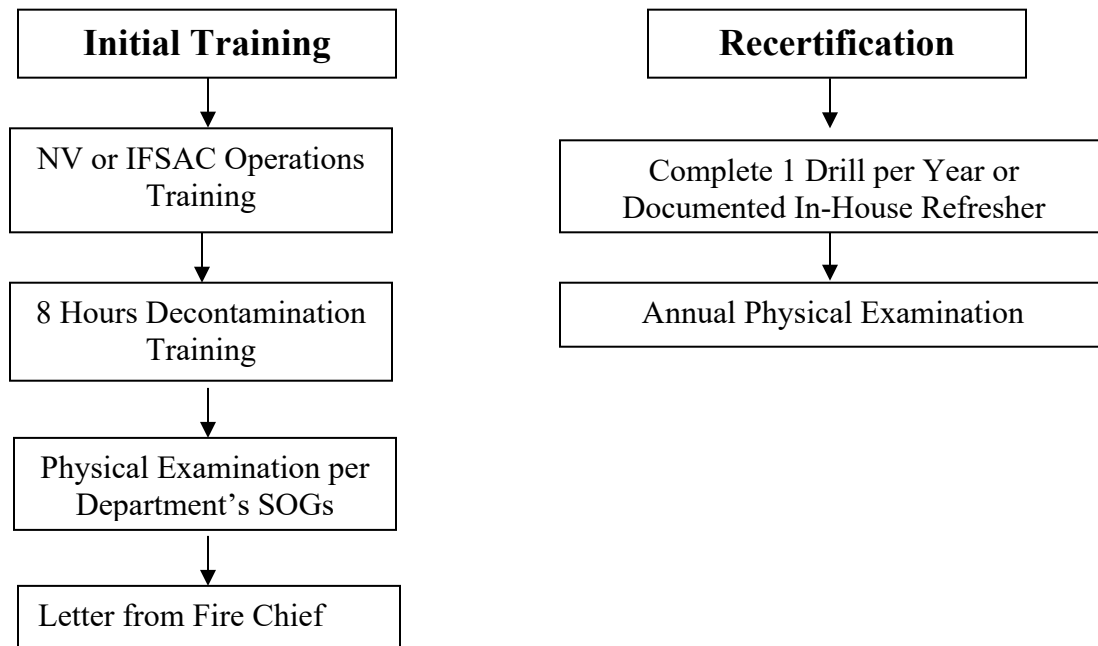 Initial Training
NV or IFSAC Operations
Training
8 Hours Decontamination
Training
Physical Examination per
Department’s SOGs
Letter from Fire Chief
Recertification
Complete 1 Drill per Year or
Documented In-House Refresher
Annual Physical Examination